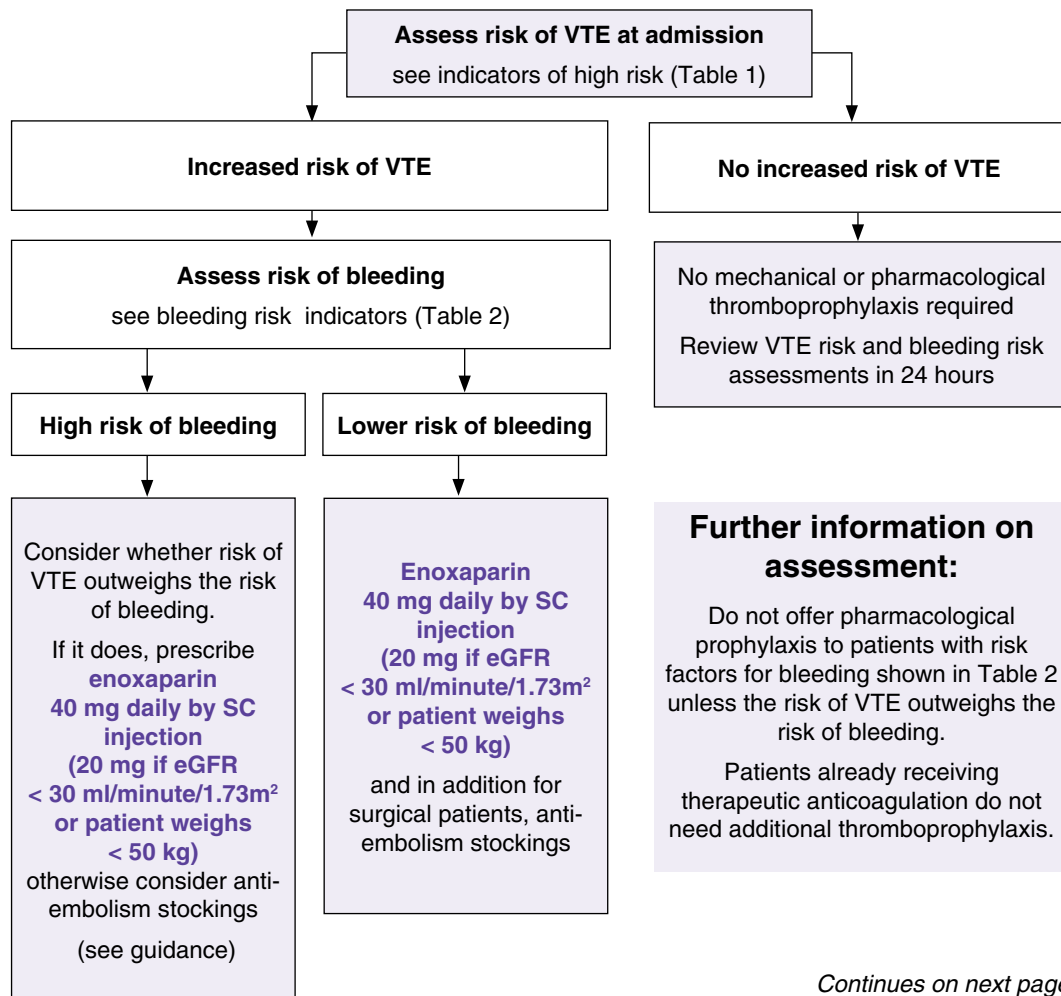 Assess risk of VTE at admission
see indicators of high risk (Table 1)
Increased risk of VTE
No increased risk of VTE
Assess risk of bleeding
see bleeding risk indicators (Table 2)
No mechanical or pharmacological
thromboprophylaxis required
Review VTE risk and bleeding risk
assessments in 24 hours
High risk of bleeding
Lower risk of bleeding
Consider whether risk of
VTE outweighs the risk
of bleeding.
If it does, prescribe
enoxaparin
40 mg daily by SC
injection
(20 mg if eGFR
< 30 ml/minute/1.73m²
or patient weighs
< 50 kg)
otherwise consider anti-
embolism stockings
(see guidance)
Enoxaparin
40 mg daily by SC
injection
(20 mg if eGFR
< 30 ml/minute/1.73m²
or patient weighs
< 50 kg)
and in addition for
surgical patients, anti-
embolism stockings
Further information on
assessment:
Do not offer pharmacological
prophylaxis to patients with risk
factors for bleeding shown in Table 2
unless the risk of VTE outweighs the
risk of bleeding.
Patients already receiving
therapeutic anticoagulation do not
need additional thromboprophylaxis.
Continues on next page